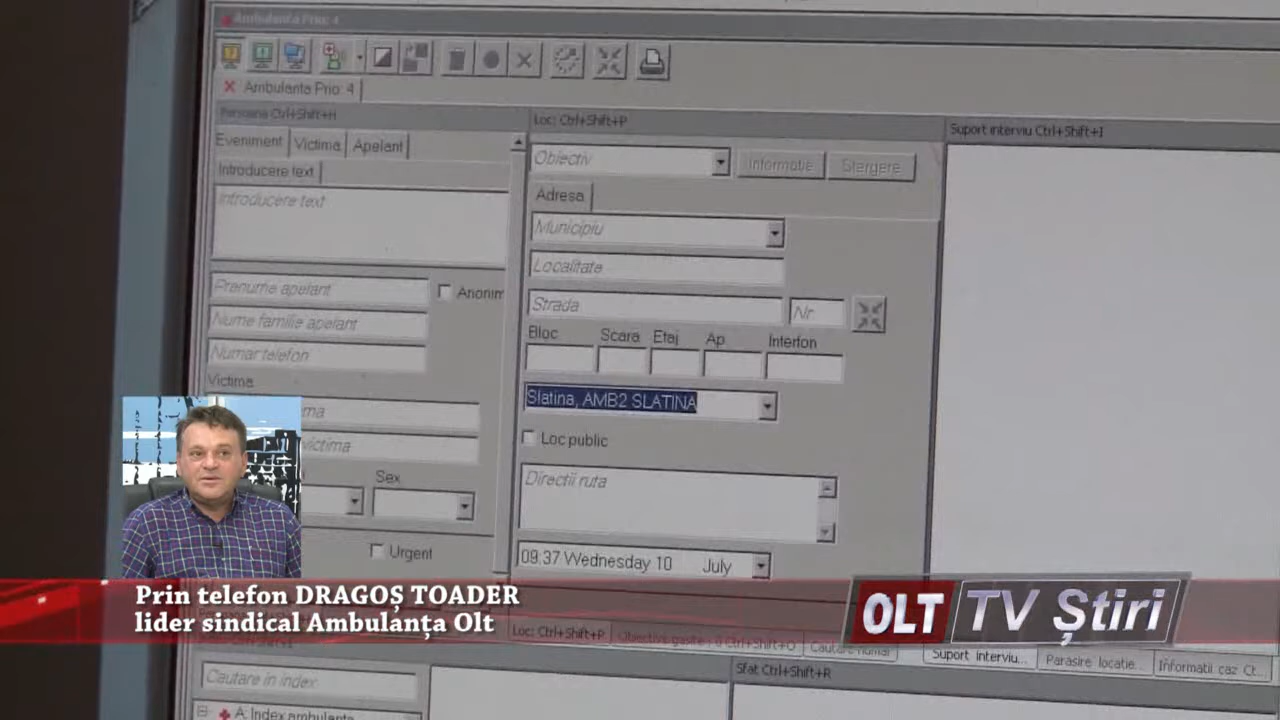 Ambulanta Prio: 4
Ambulanta Prio: 4
Persoana Ctrl+Shift+H
Loc: Ctrl+Shift+P
Suport interviu Ctrl+Shift+I
Eveniment Victima Apelant
Obiectiv
Informatie Stergere
Introducere text
Introducere text
Adresa
Municipiu
Localitate
Prenume apelant
Anonim
Strada
Nr
Nume familie apelant
Bloc Scara Etaj Ap Interfon
Numar telefon
Victima
Slatina, AMB2 SLATINA
victima
Loc public
Sex
Directii ruta
Urgent
09.37 Wednesday 10 July
Prin telefon DRAGOȘ TOADER
lider sindical Ambulanța Olt
OLT TV Știri
Loc: Ctrl+Shift+P
Suport interviu...
Parasire locatie...
Informatii caz Ct...
Sfat Ctrl+Shift+R
Cautare in index
A: Index ambulanta